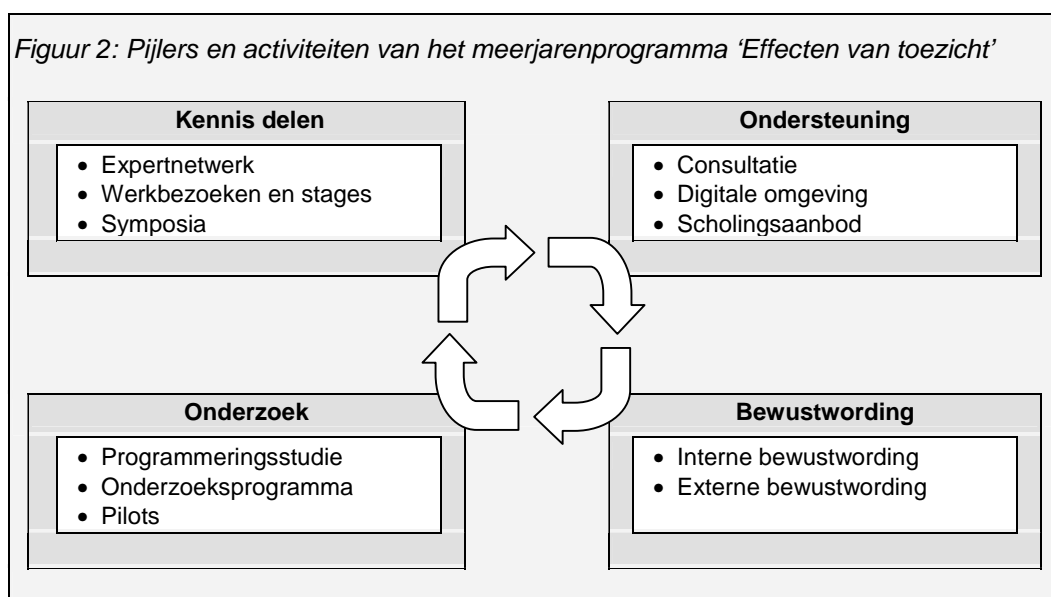 Figuur 2: Pijlers en activiteiten van het meerjarenprogramma ‘Effecten van toezicht’
Kennis delen
• Expertnetwerk
• Werkbezoeken en stages
• Symposia
Ondersteuning
• Consultatie
• Digitale omgeving
• Scholingsaanbod
Onderzoek
• Programmeringsstudie
• Onderzoeksprogramma
• Pilots
Bewustwording
• Interne bewustwording
• Externe bewustwording